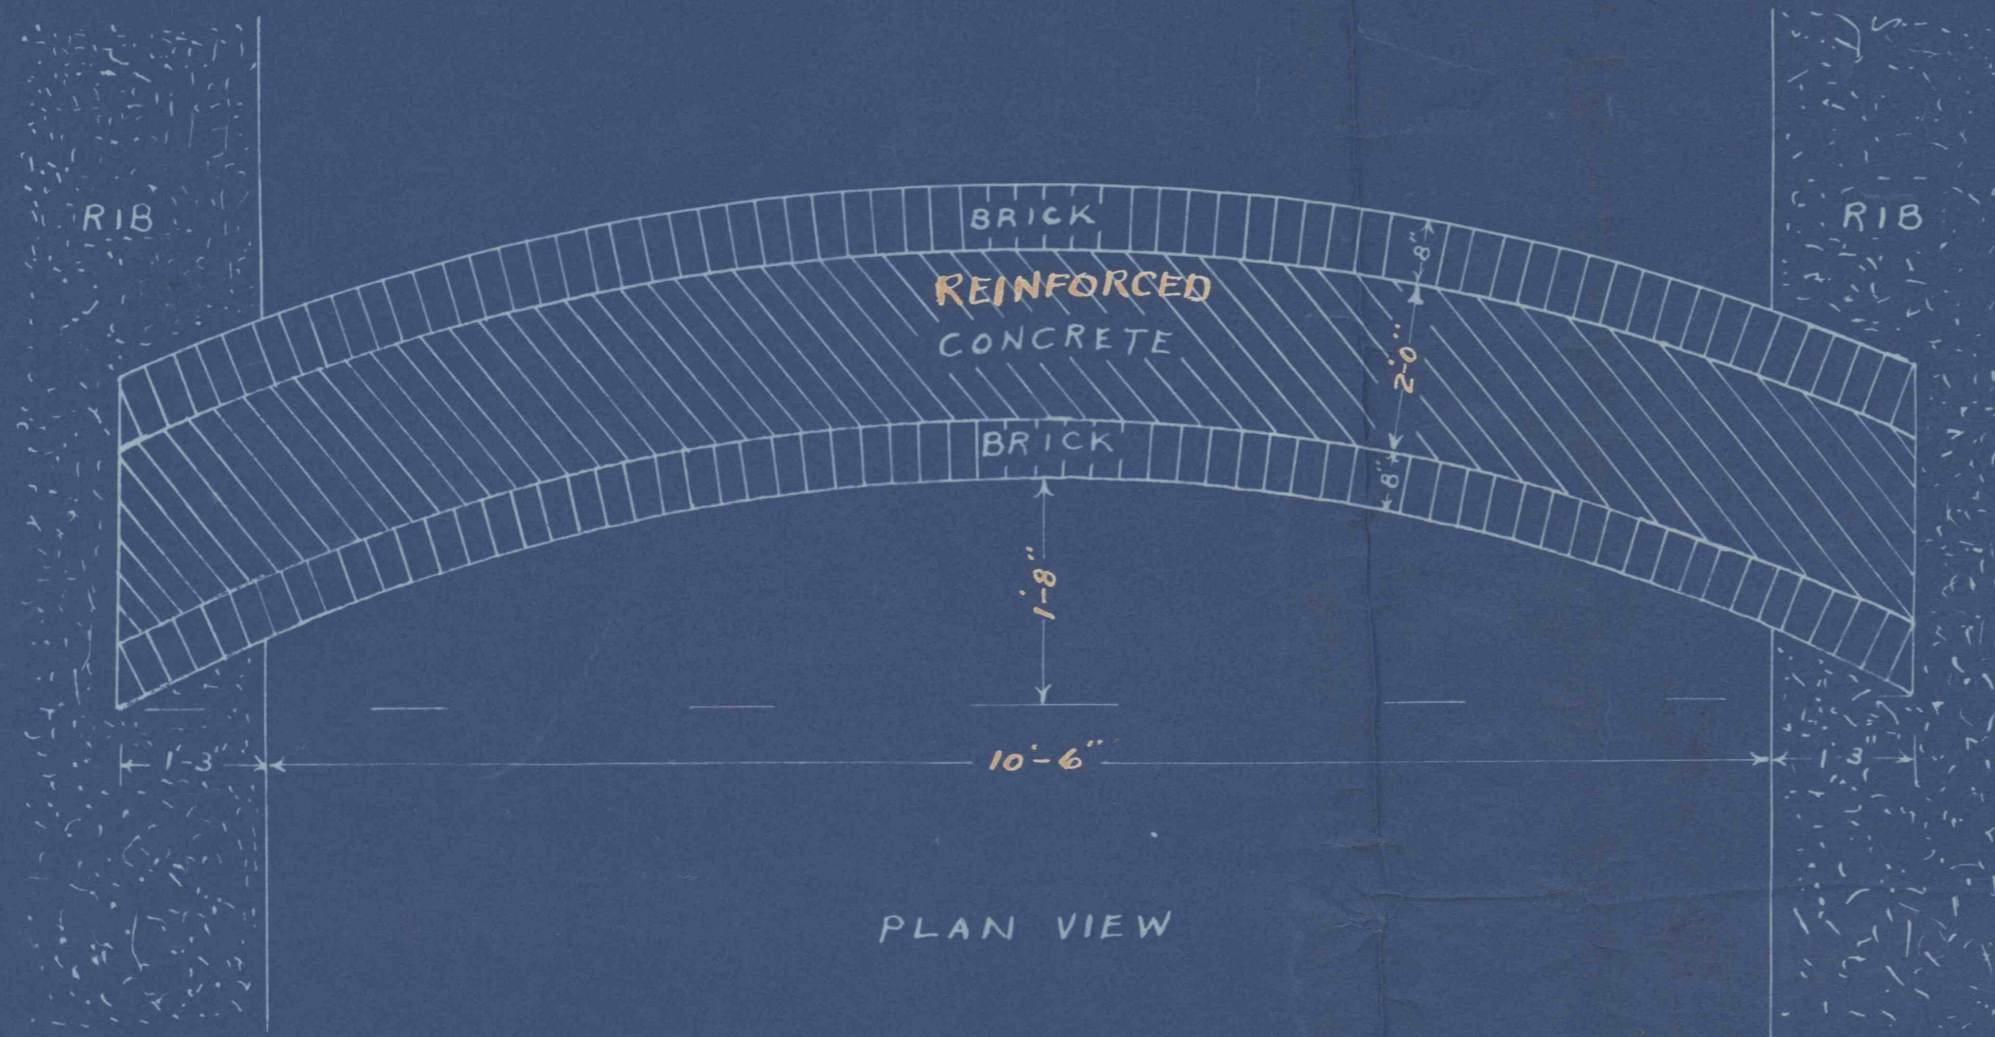 RIB
RIB
BRICK
8"
REINFORCED
CONCRETE
2'-0"
BRICK
8"
1'-8"
1'-3"
10'-6"
1'-3"
PLAN VIEW